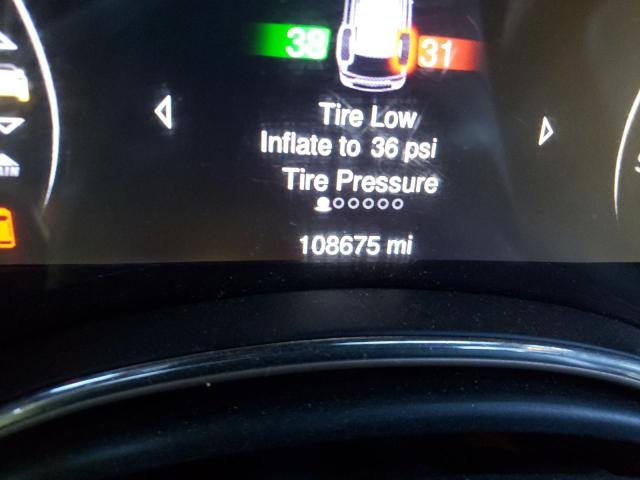 38 31
Tire Low
Inflate to 36 psi
Tire Pressure
108675 mi